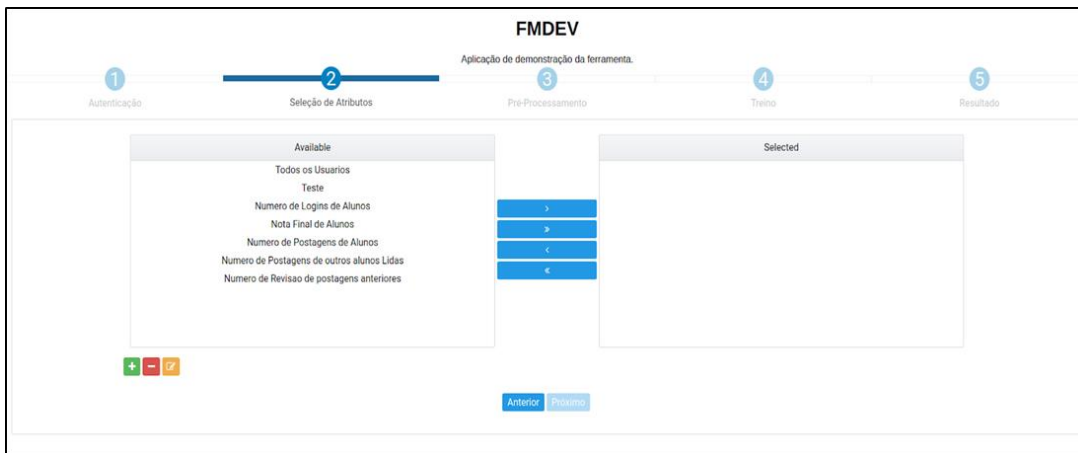 FMDEV
Aplicação de demonstração da ferramenta.
1
2
3
4
5
Autenticação
Seleção de Atributos
Pré-Processamento
Treino
Resultado
Available
Selected
Todos os Usuarios
Teste
Numero de Logins de Alunos
Nota Final de Alunos
Numero de Postagens de Alunos
Numero de Postagens de outros alunos Lidas
Numero de Revisao de postagens anteriores
›
»
‹
«
Anterior
Próximo